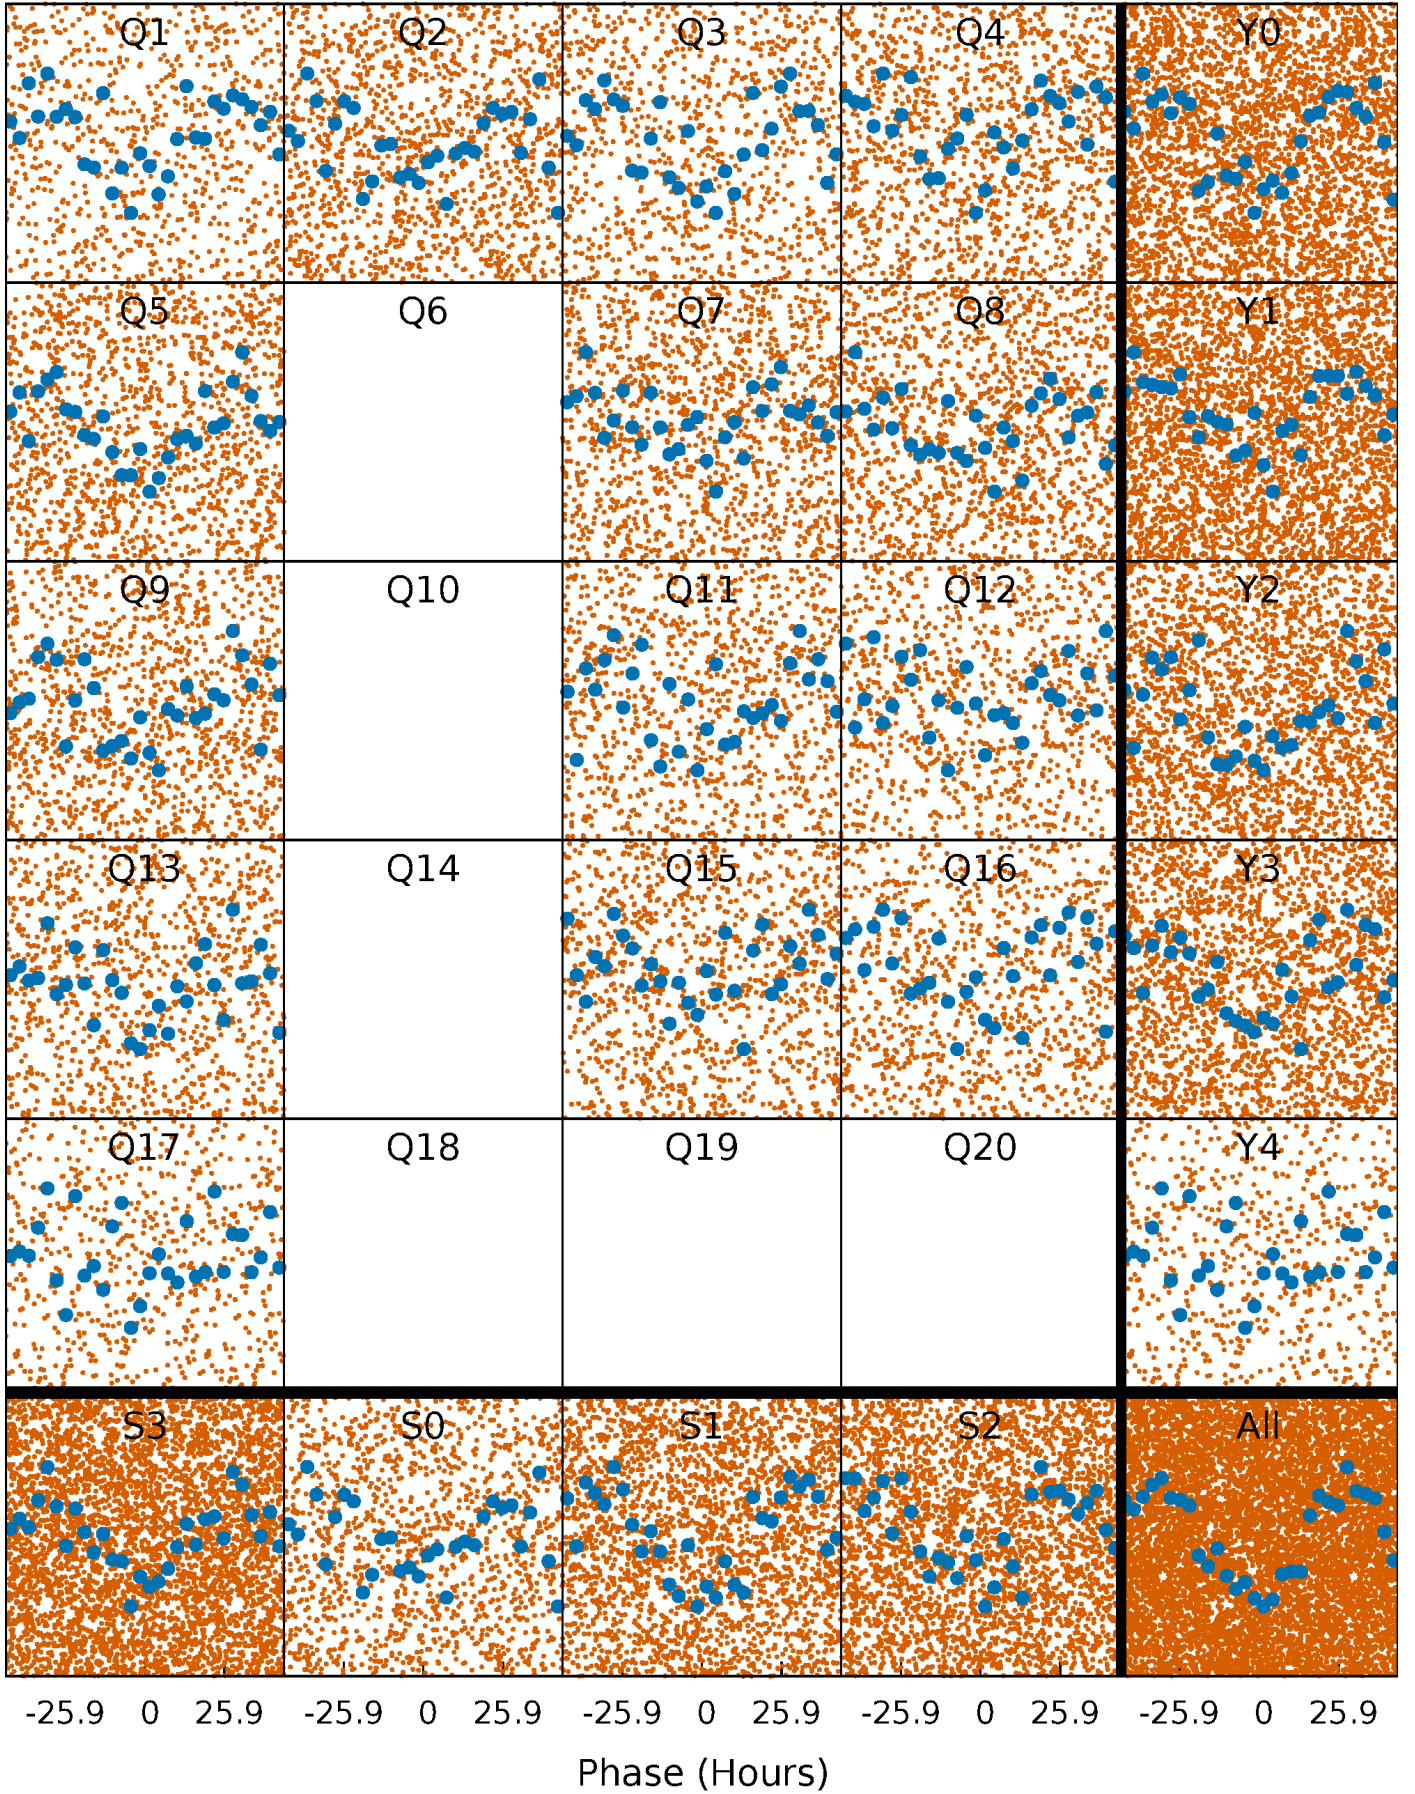 Q1 Q2 Q3 Q4 Y0
Q5 Q6 Q7 Q8 Y1
Q9 Q10 Q11 Q12 Y2
Q13 Q14 Q15 Q16 Y3
Q17 Q18 Q19 Q20 Y4
S3 S0 S1 S2 All
-25.9 0 25.9 -25.9 0 25.9 -25.9 0 25.9 -25.9 0 25.9 -25.9 0 25.9
Phase (Hours)